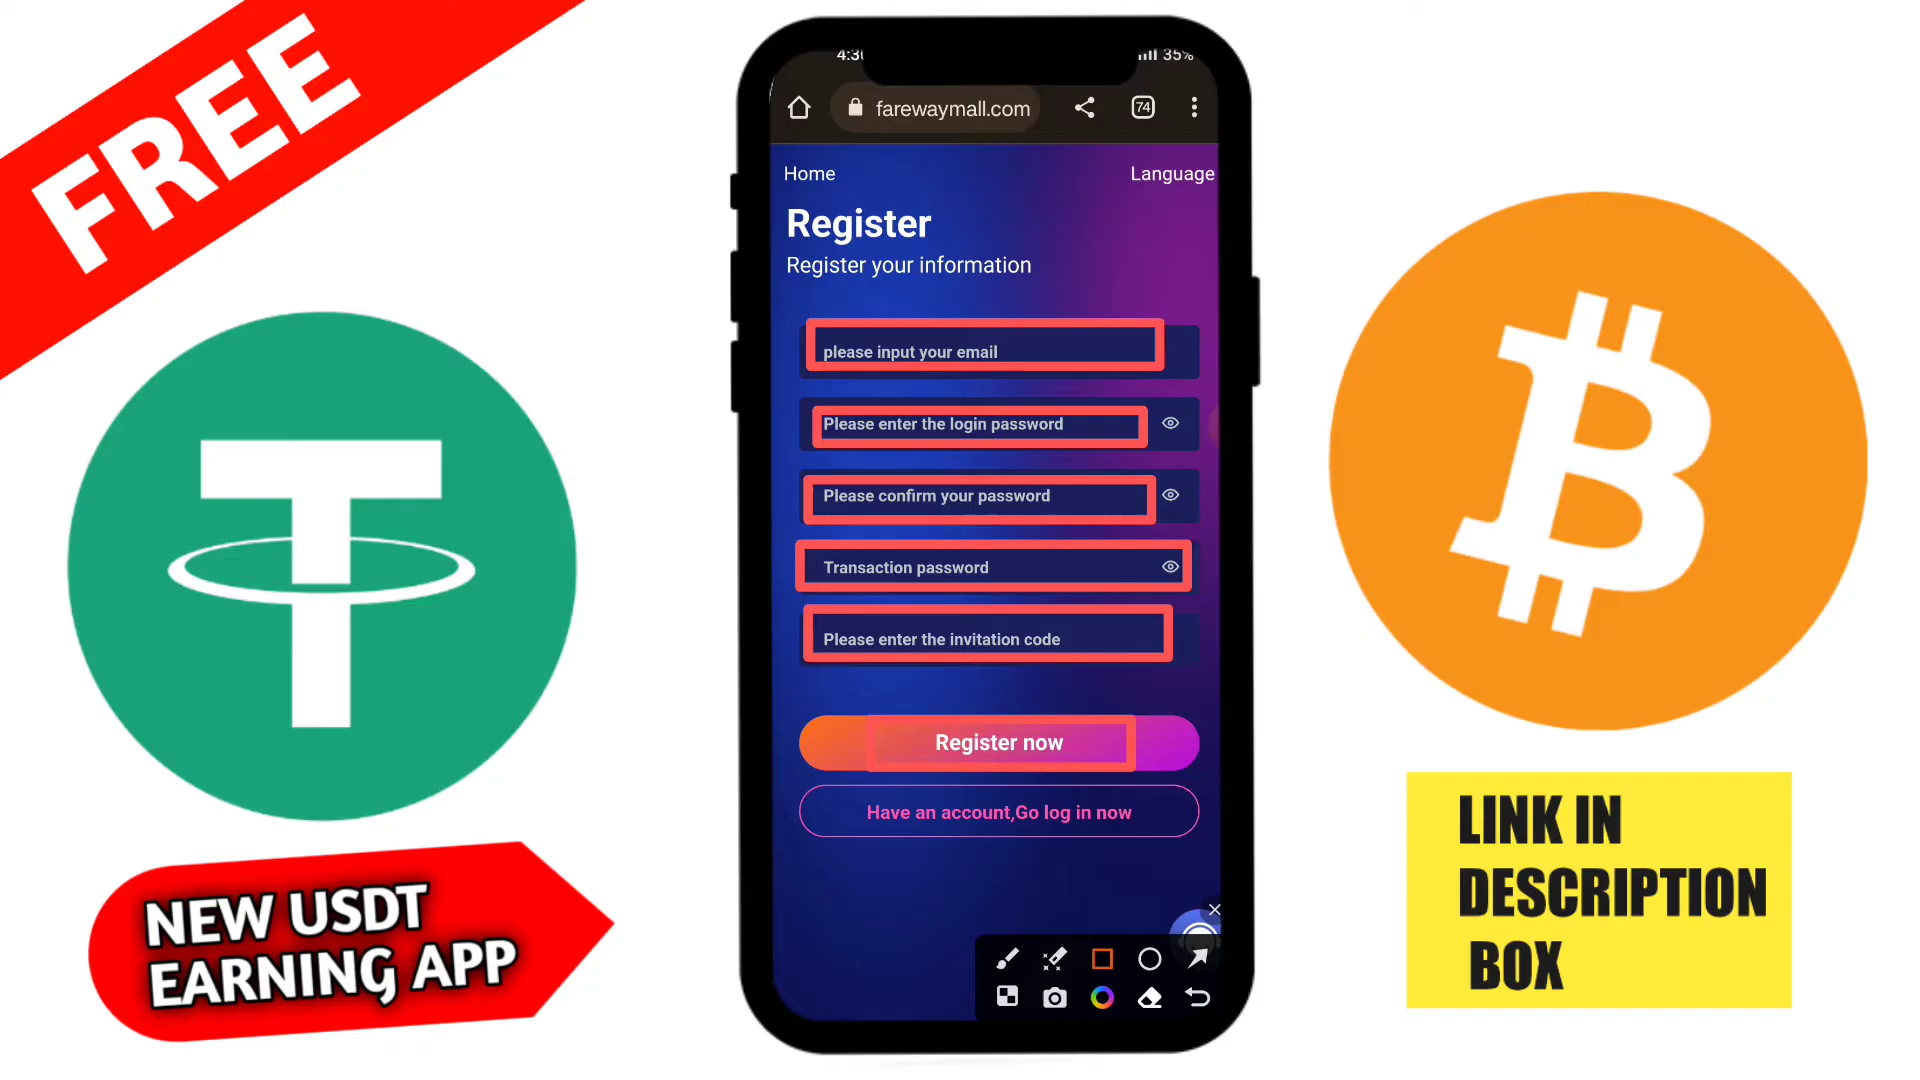 FREE
4:3
35%
farewaymall.com
74
Home
Language
Register
Register your information
please input your email
Please enter the login password
Please confirm your password
Transaction password
Please enter the invitation code
Register now
Have an account,Go log in now
NEW USDT
EARNING APP
LINK IN
DESCRIPTION
BOX